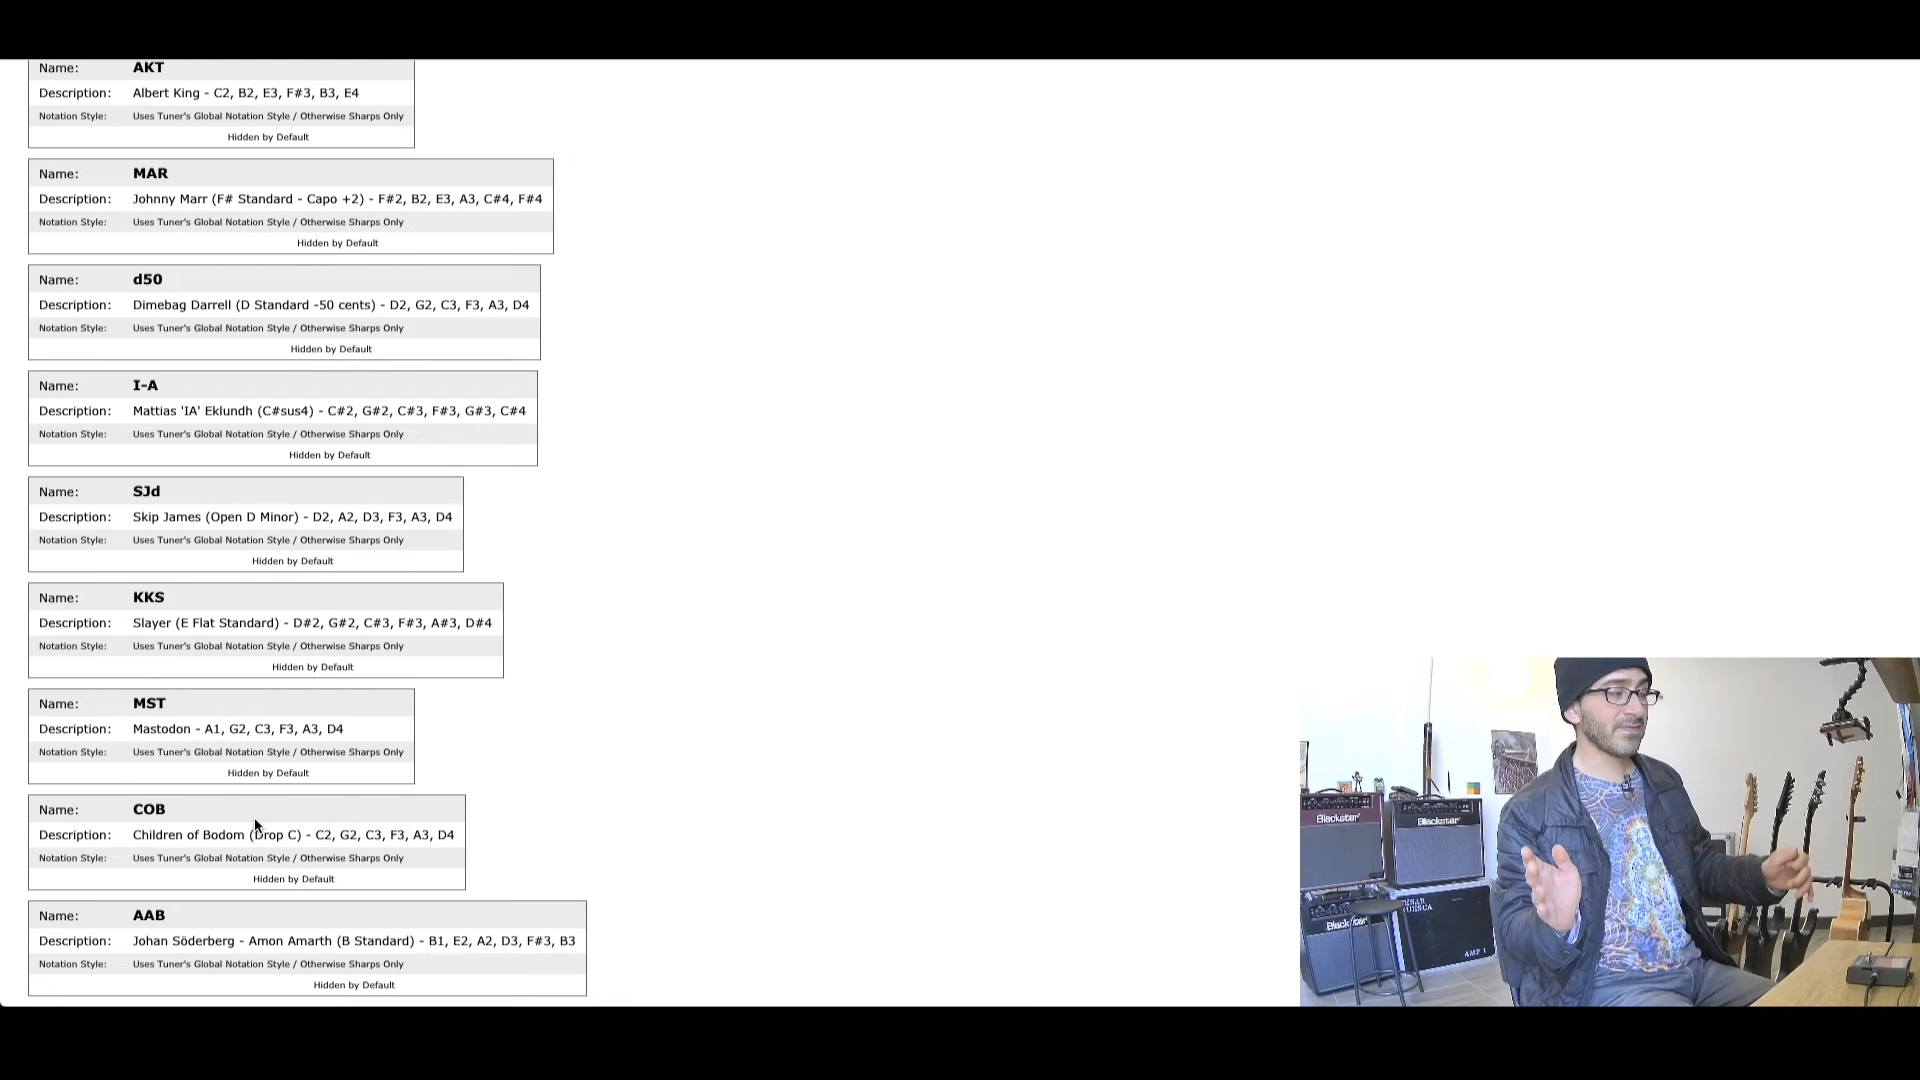 Name: AKT
Description: Albert King - C2, B2, E3, F#3, B3, E4
Notation Style: Uses Tuner's Global Notation Style / Otherwise Sharps Only
Hidden by Default
Name: MAR
Description: Johnny Marr (F# Standard - Capo +2) - F#2, B2, E3, A3, C#4, F#4
Notation Style: Uses Tuner's Global Notation Style / Otherwise Sharps Only
Hidden by Default
Name: d50
Description: Dimebag Darrell (D Standard -50 cents) - D2, G2, C3, F3, A3, D4
Notation Style: Uses Tuner's Global Notation Style / Otherwise Sharps Only
Hidden by Default
Name: I-A
Description: Mattias 'IA' Eklundh (C#sus4) - C#2, G#2, C#3, F#3, G#3, C#4
Notation Style: Uses Tuner's Global Notation Style / Otherwise Sharps Only
Hidden by Default
Name: SJd
Description: Skip James (Open D Minor) - D2, A2, D3, F3, A3, D4
Notation Style: Uses Tuner's Global Notation Style / Otherwise Sharps Only
Hidden by Default
Name: KKS
Description: Slayer (E Flat Standard) - D#2, G#2, C#3, F#3, A#3, D#4
Notation Style: Uses Tuner's Global Notation Style / Otherwise Sharps Only
Hidden by Default
Name: MST
Description: Mastodon - A1, G2, C3, F3, A3, D4
Notation Style: Uses Tuner's Global Notation Style / Otherwise Sharps Only
Hidden by Default
Name: COB
Description: Children of Bodom (Drop C) - C2, G2, C3, F3, A3, D4
Notation Style: Uses Tuner's Global Notation Style / Otherwise Sharps Only
Hidden by Default
Name: AAB
Description: Johan Söderberg - Amon Amarth (B Standard) - B1, E2, A2, D3, F#3, B3
Notation Style: Uses Tuner's Global Notation Style / Otherwise Sharps Only
Hidden by Default
Blackstar
Blackstar
AMP 1